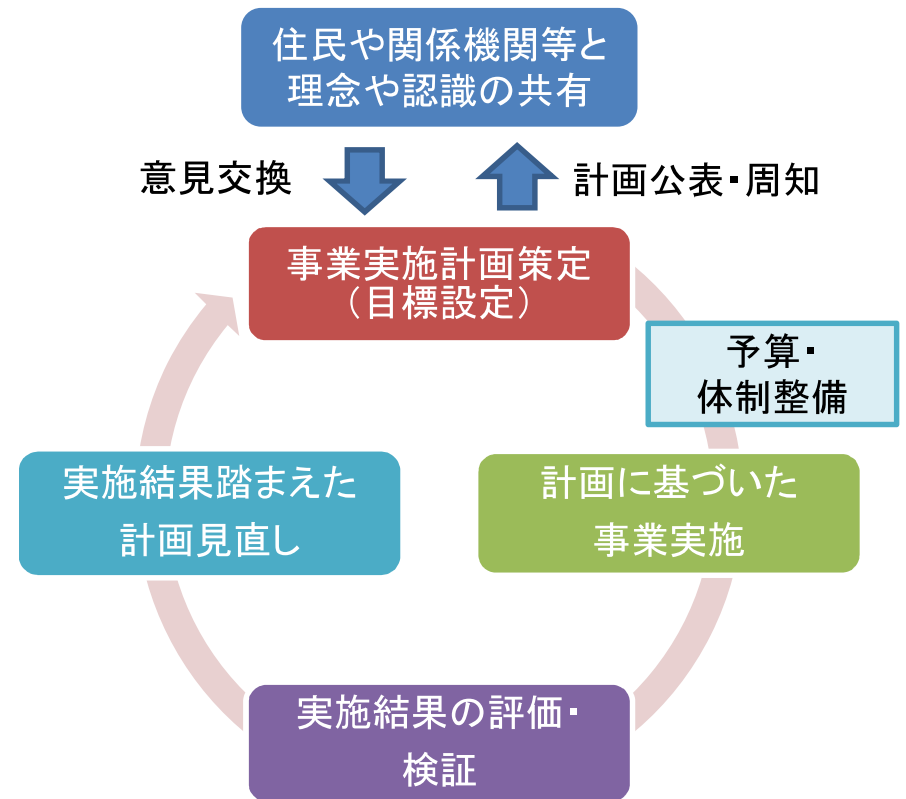 住民や関係機関等と
理念や認識の共有
意見交換
計画公表・周知
事業実施計画策定
（目標設定）
予算・
体制整備
計画に基づいた
事業実施
実施結果踏まえた
計画見直し
実施結果の評価・
検証